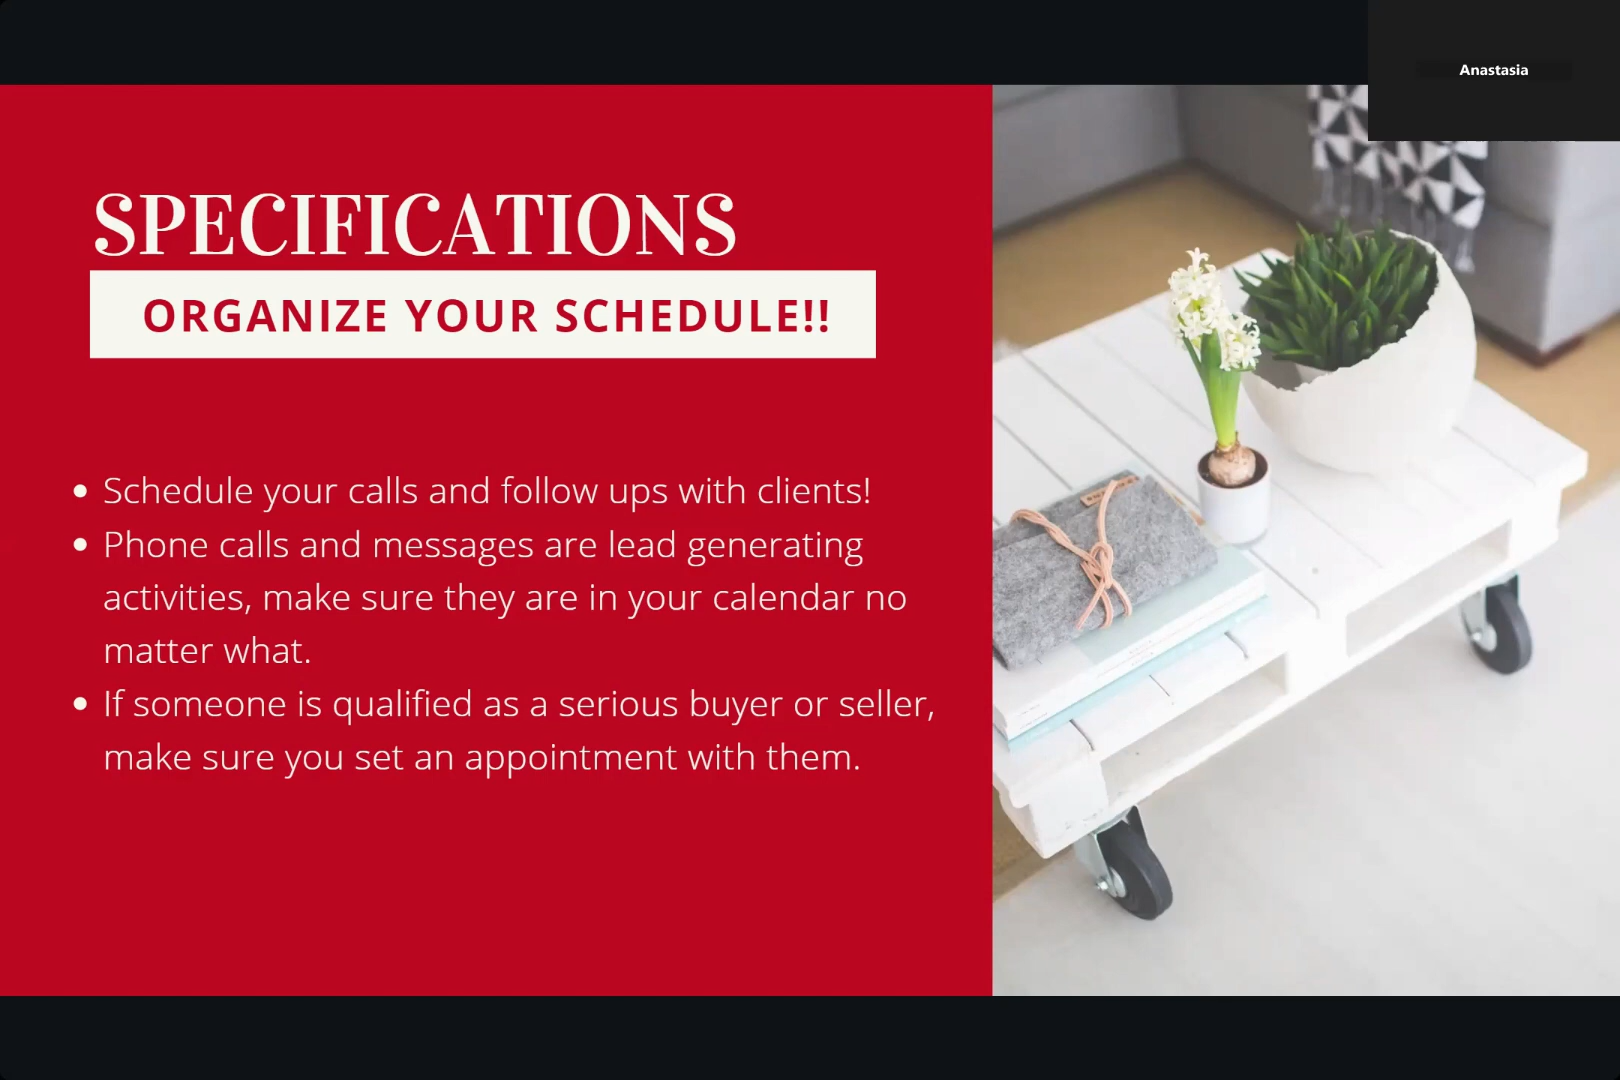 Anastasia
SPECIFICATIONS
ORGANIZE YOUR SCHEDULE!!
• Schedule your calls and follow ups with clients!
• Phone calls and messages are lead generating
activities, make sure they are in your calendar no
matter what.
• If someone is qualified as a serious buyer or seller,
make sure you set an appointment with them.